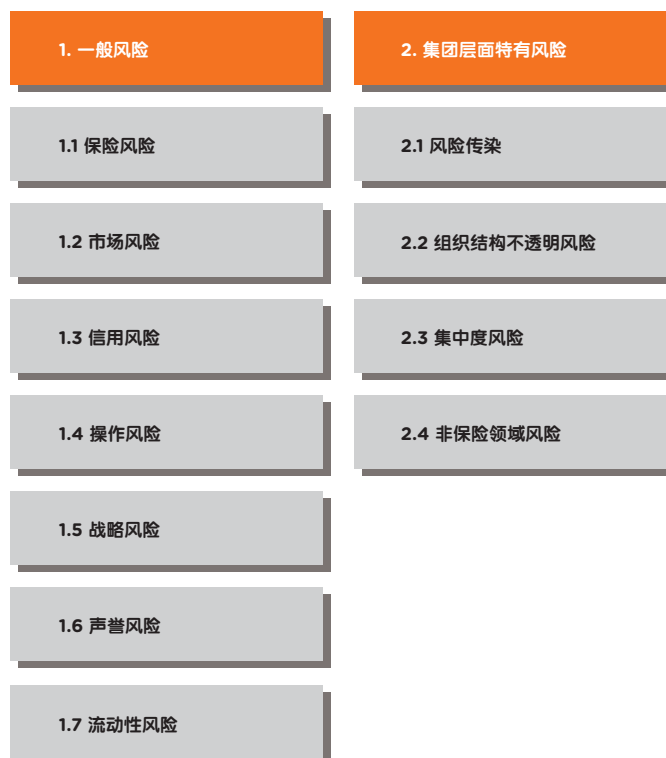 1. 一般风险
1.1 保险风险
1.2 市场风险
1.3 信用风险
1.4 操作风险
1.5 战略风险
1.6 声誉风险
1.7 流动性风险
2. 集团层面特有风险
2.1 风险传染
2.2 组织结构不透明风险
2.3 集中度风险
2.4 非保险领域风险